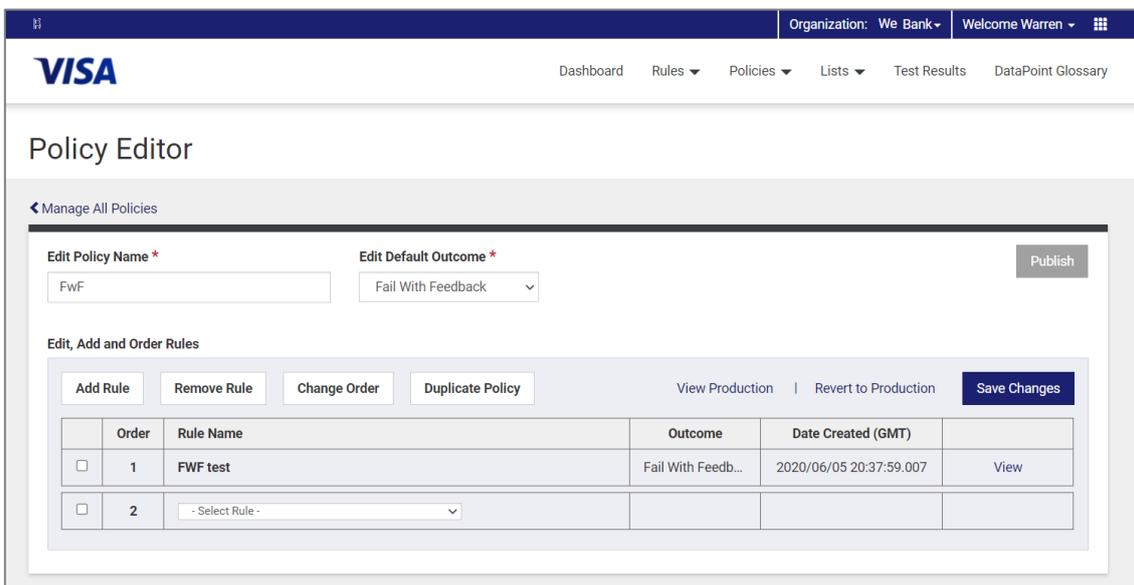 Organization: We Bank Welcome Warren
VISA
Dashboard Rules Policies Lists Test Results DataPoint Glossary
Policy Editor
Manage All Policies
Edit Policy Name * Edit Default Outcome * Publish
FwF Fail With Feedback
Edit, Add and Order Rules
Add Rule Remove Rule Change Order Duplicate Policy View Production | Revert to Production Save Changes
Order Rule Name Outcome Date Created (GMT)
1 FWF test Fail With Feedb... 2020/06/05 20:37:59.007 View
2 - Select Rule -